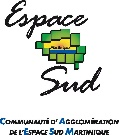 Espace
Sud
Communauté d'Agglomération
de l'Espace Sud Martinique